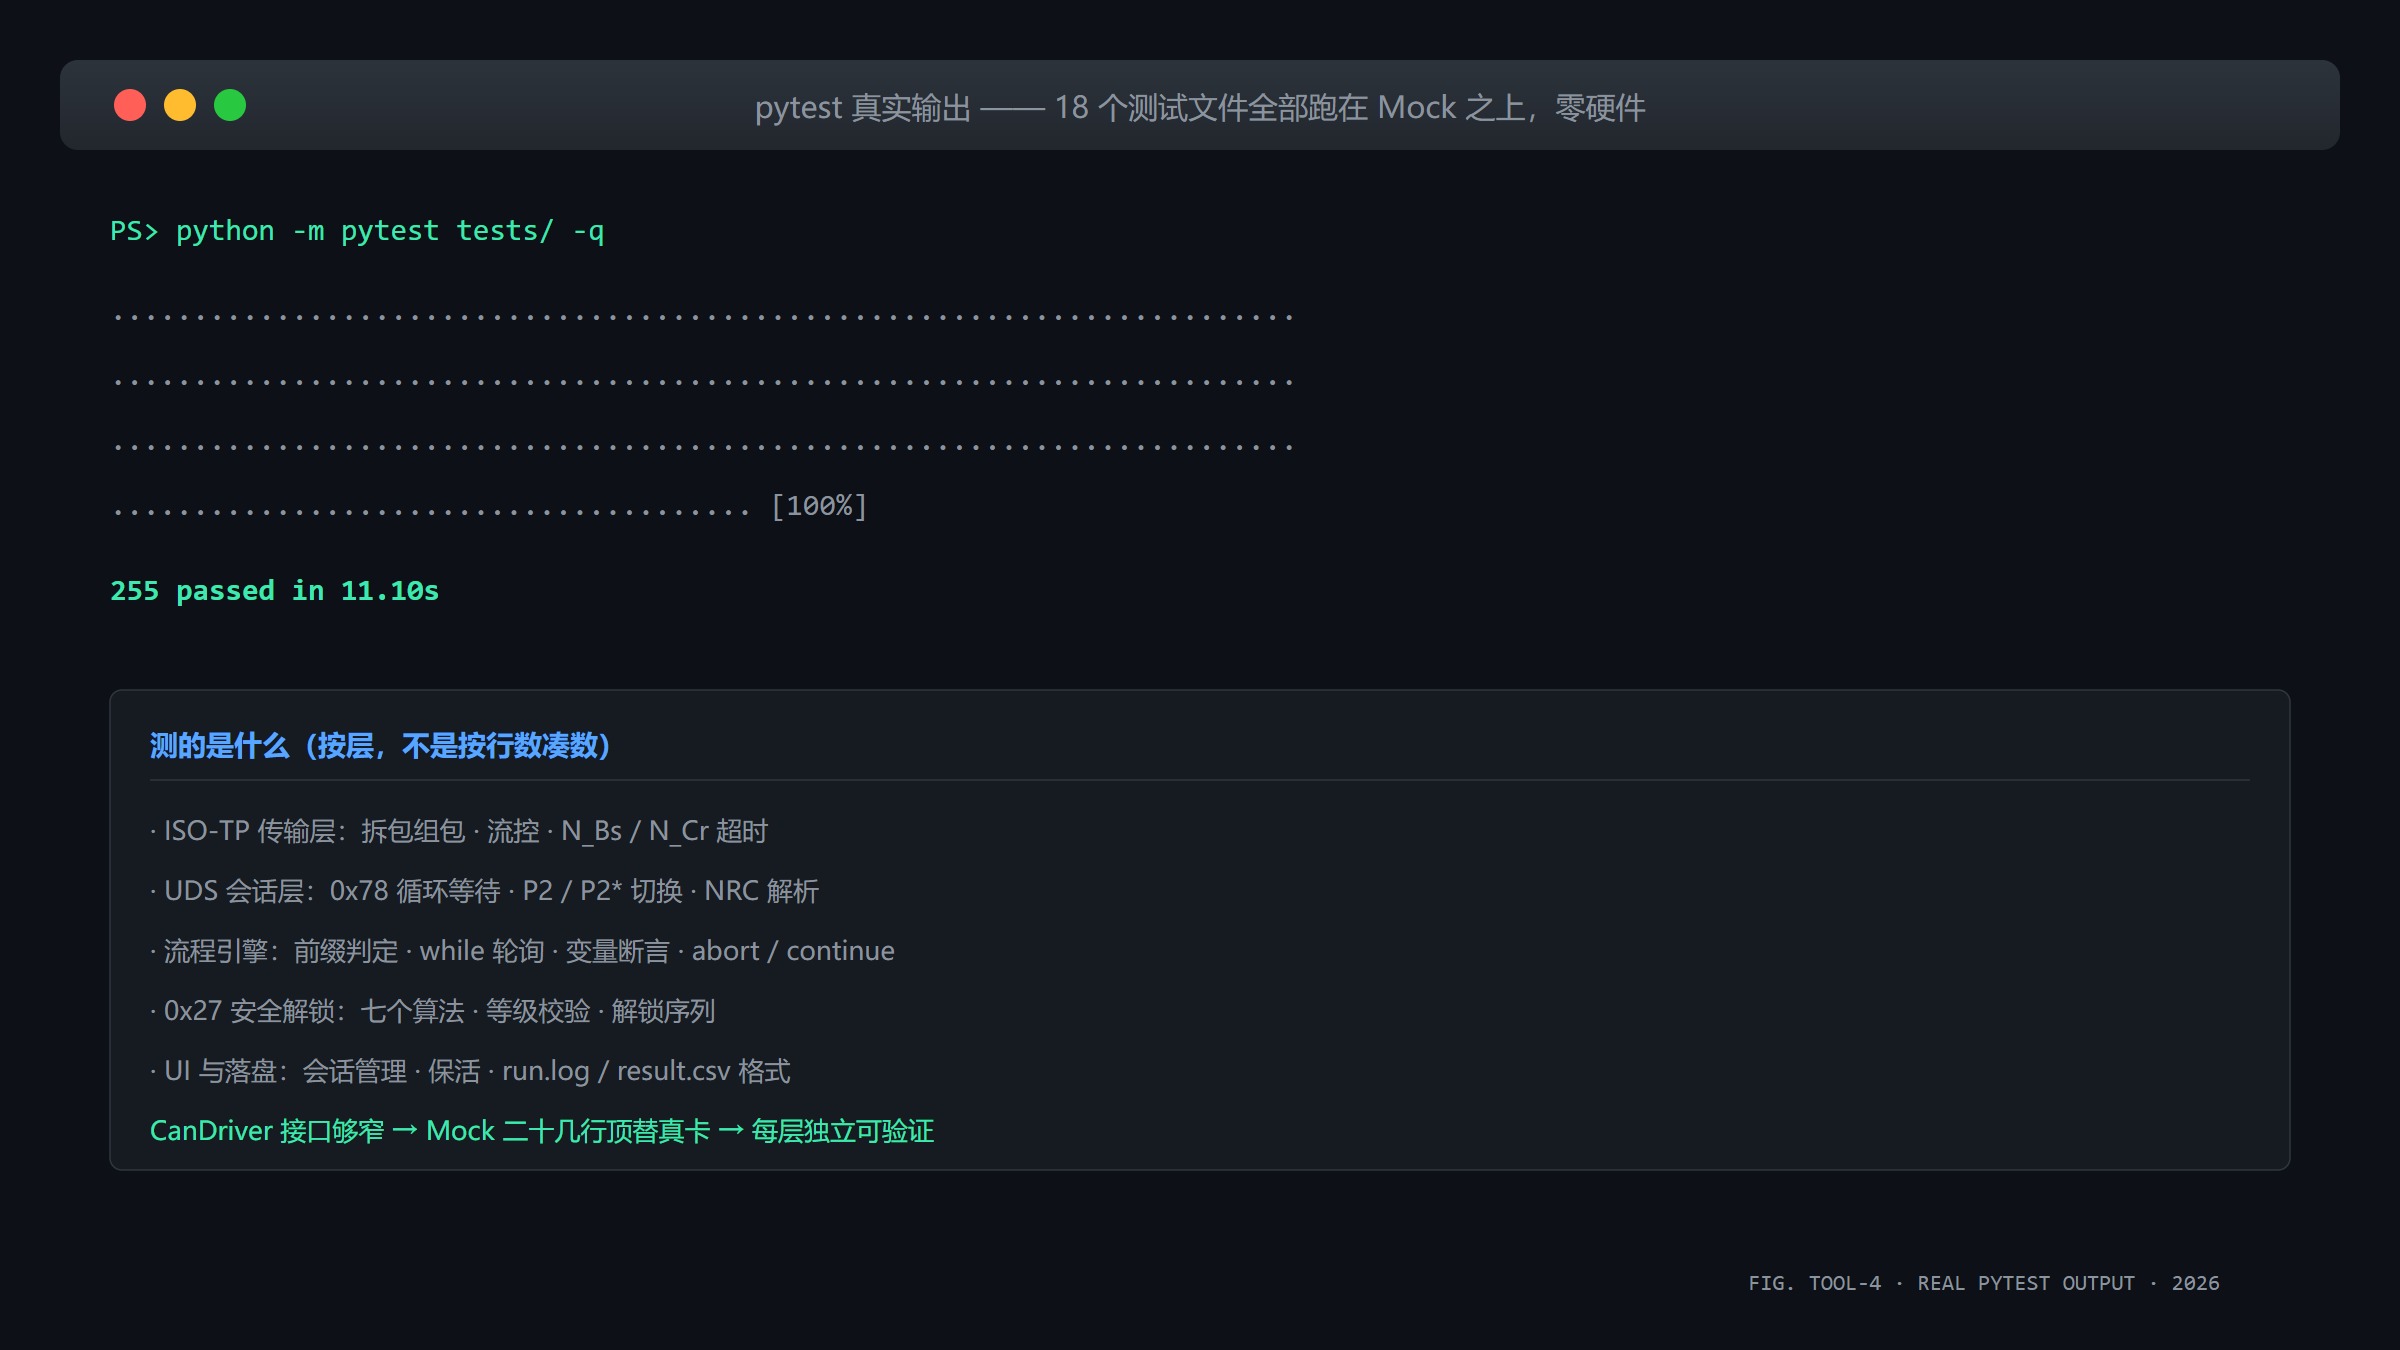 pytest 真实输出 —— 18 个测试文件全部跑在 Mock 之上，零硬件
PS> python -m pytest tests/ -q
........................................................................
........................................................................
........................................................................
....................................... [100%]
255 passed in 11.10s
测的是什么（按层，不是按行数凑数）
· ISO-TP 传输层：拆包组包 · 流控 · N_Bs / N_Cr 超时
· UDS 会话层：0x78 循环等待 · P2 / P2* 切换 · NRC 解析
· 流程引擎：前缀判定 · while 轮询 · 变量断言 · abort / continue
· 0x27 安全解锁：七个算法 · 等级校验 · 解锁序列
· UI 与落盘：会话管理 · 保活 · run.log / result.csv 格式
CanDriver 接口够窄 → Mock 二十几行顶替真卡 → 每层独立可验证
FIG. TOOL-4 · REAL PYTEST OUTPUT · 2026